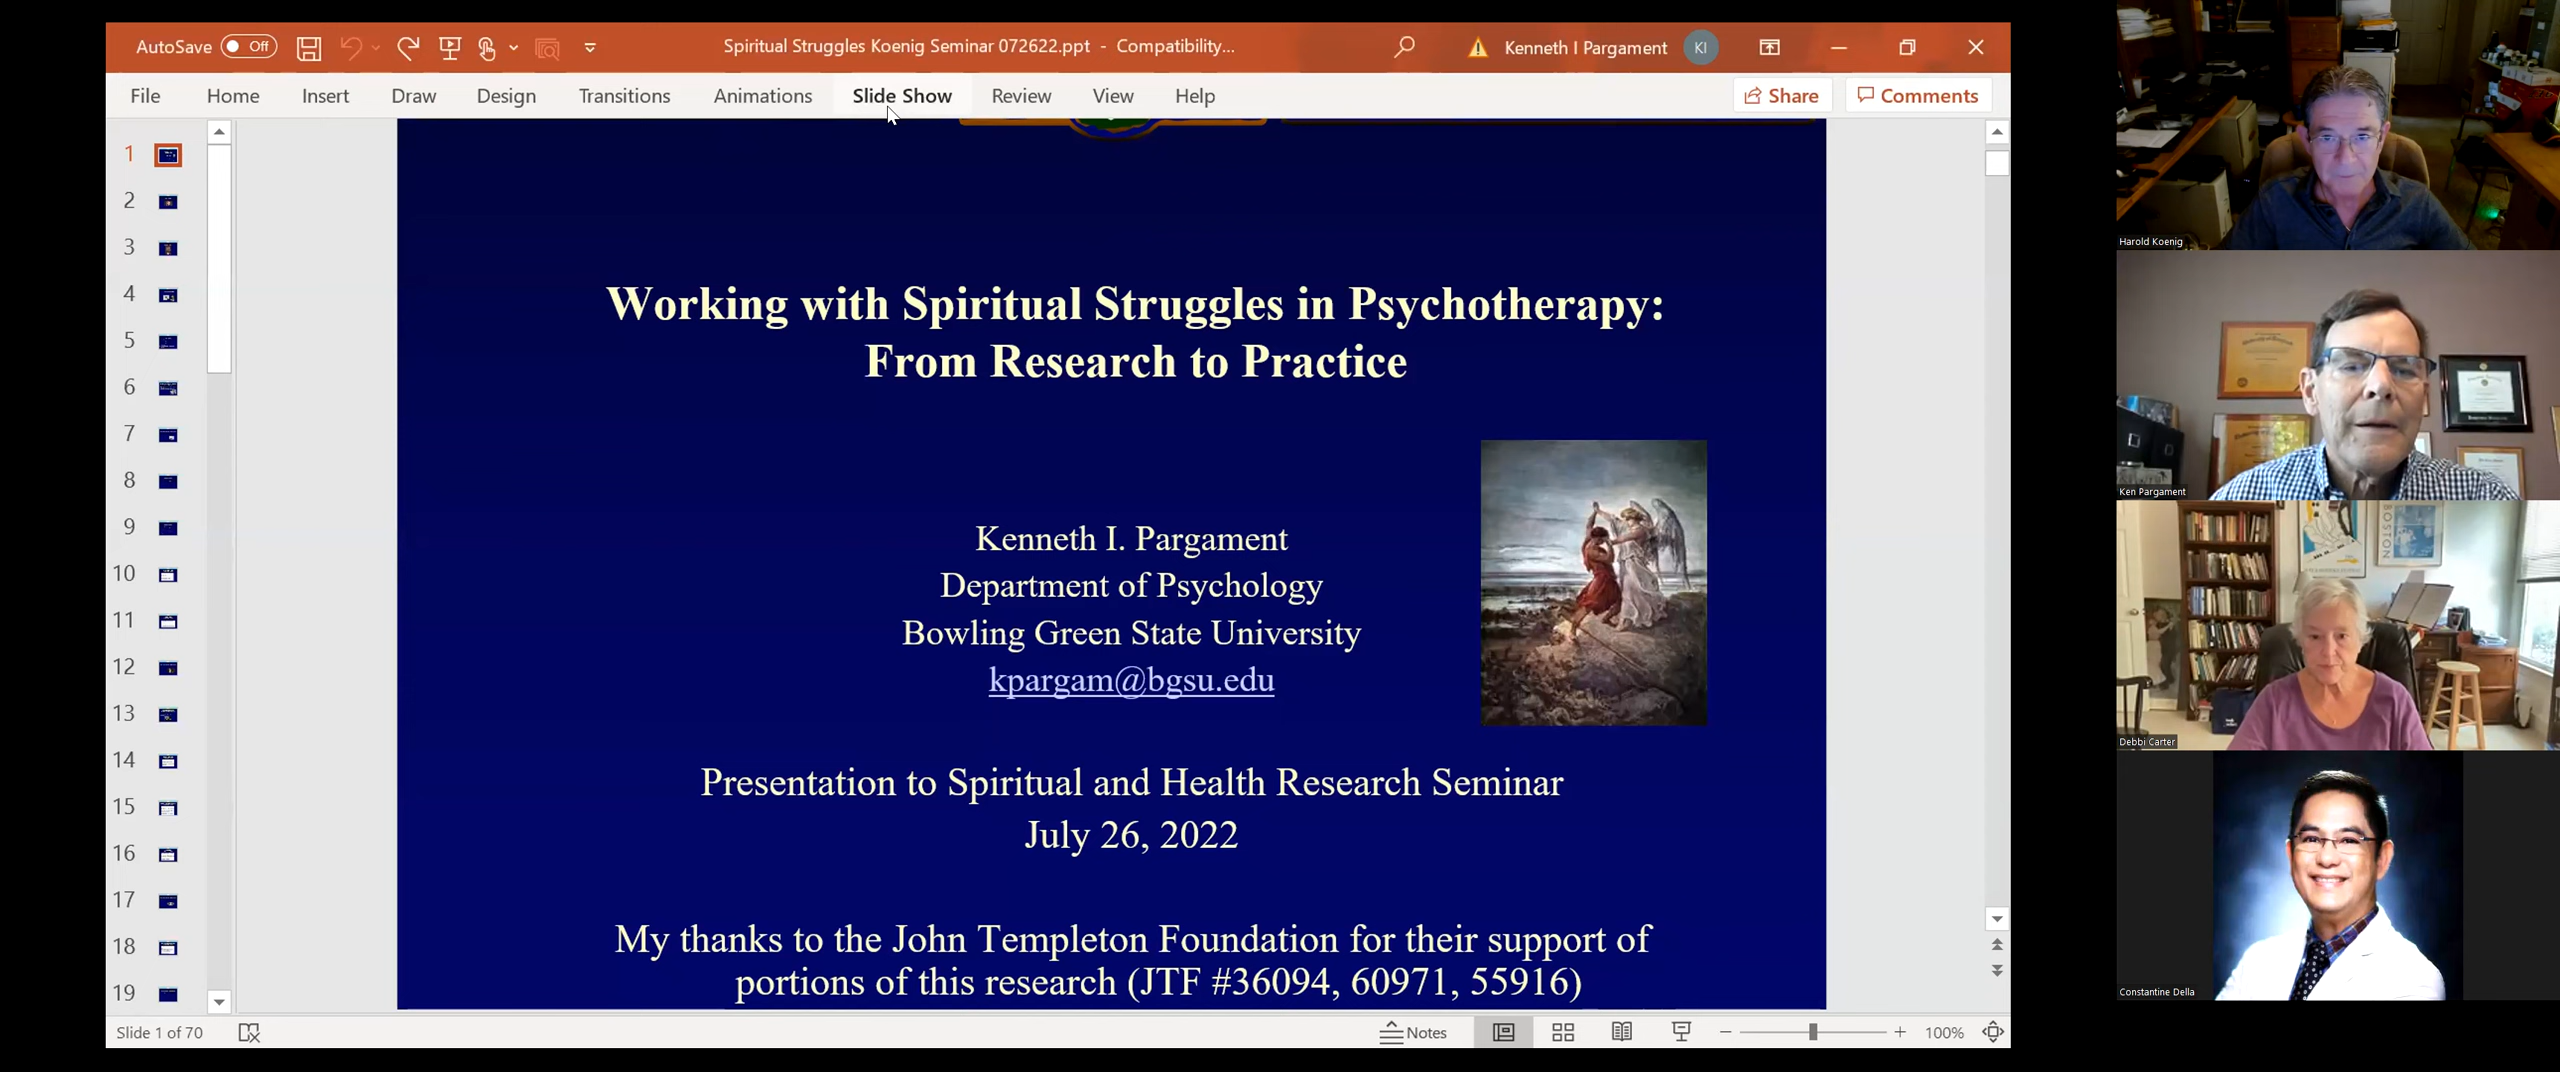 AutoSave Off
Spiritual Struggles Koenig Seminar 072622.ppt - Compatibility...
Kenneth I Pargament KI
File Home Insert Draw Design Transitions Animations Slide Show Review View Help
Share Comments
1
2
3
4
5
6
7
8
9
10
11
12
13
14
15
16
17
18
19
Working with Spiritual Struggles in Psychotherapy:
From Research to Practice
Kenneth I. Pargament
Department of Psychology
Bowling Green State University
kpargam@bgsu.edu
Presentation to Spiritual and Health Research Seminar
July 26, 2022
My thanks to the John Templeton Foundation for their support of
portions of this research (JTF #36094, 60971, 55916)
Slide 1 of 70
Notes
100%
Harold Koenig
Ken Pargament
BOSTON
Debbi Carter
Constantine Della